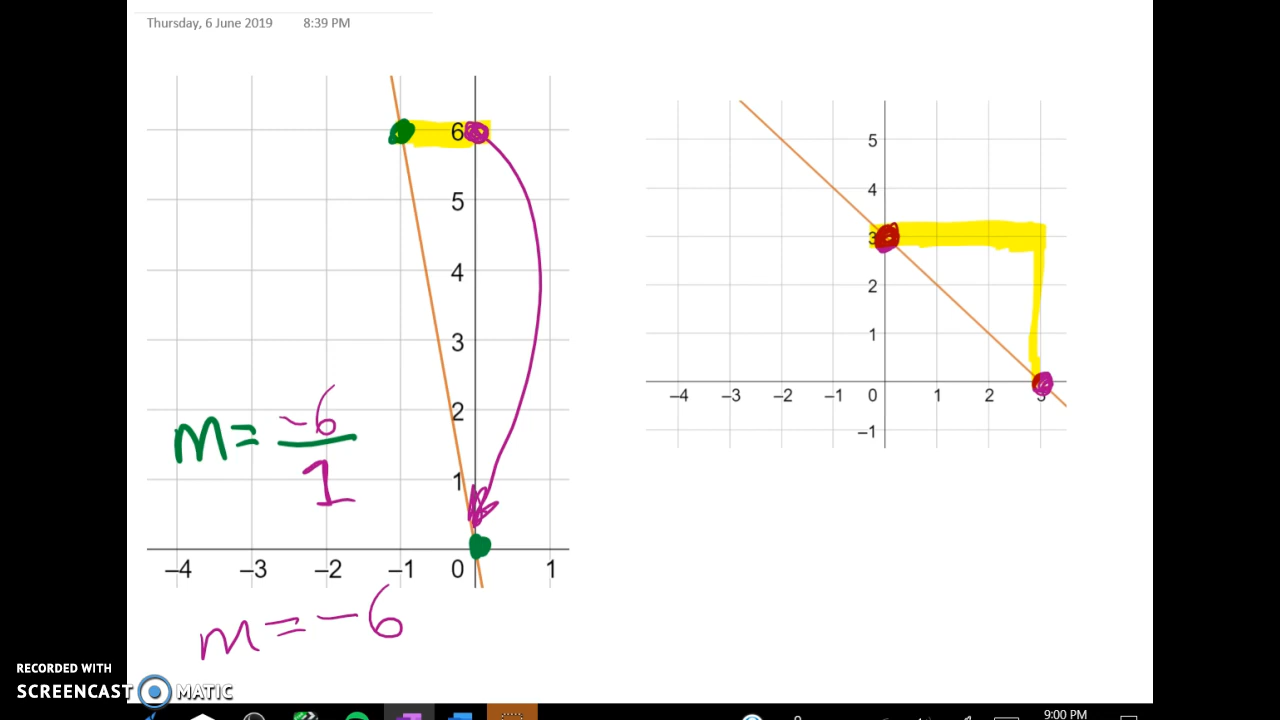 Thursday, 6 June 2019 8:39 PM
6
5
4
3
2
1
–4 –3 –2 –1 0 1
m = -6
1
m = -6
5
4
3
2
1
–4 –3 –2 –1 0 1 2 3
–1
RECORDED WITH
SCREENCAST MATIC
9:00 PM